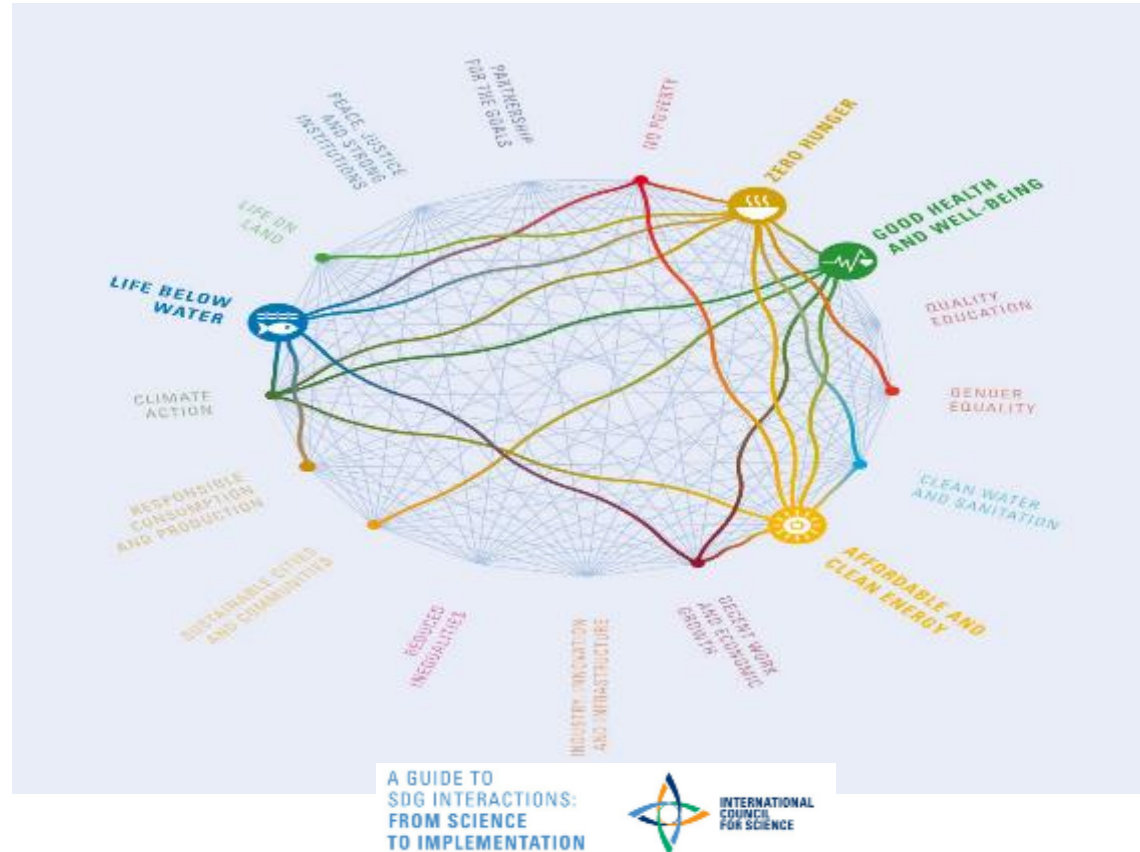 PARTNERSHIP
FOR THE GOALS
NO POVERTY
ZERO HUNGER
GOOD HEALTH
AND WELL-BEING
QUALITY
EDUCATION
GENDER
EQUALITY
CLEAN WATER
AND SANITATION
AFFORDABLE AND
CLEAN ENERGY
DECENT WORK
AND ECONOMIC
GROWTH
INDUSTRY, INNOVATION
AND INFRASTRUCTURE
REDUCED
INEQUALITIES
SUSTAINABLE CITIES
AND COMMUNITIES
RESPONSIBLE
CONSUMPTION
AND PRODUCTION
CLIMATE
ACTION
LIFE BELOW
WATER
LIFE ON
LAND
PEACE, JUSTICE
AND STRONG
INSTITUTIONS
A GUIDE TO
SDG INTERACTIONS:
FROM SCIENCE
TO IMPLEMENTATION
INTERNATIONAL
COUNCIL
FOR SCIENCE